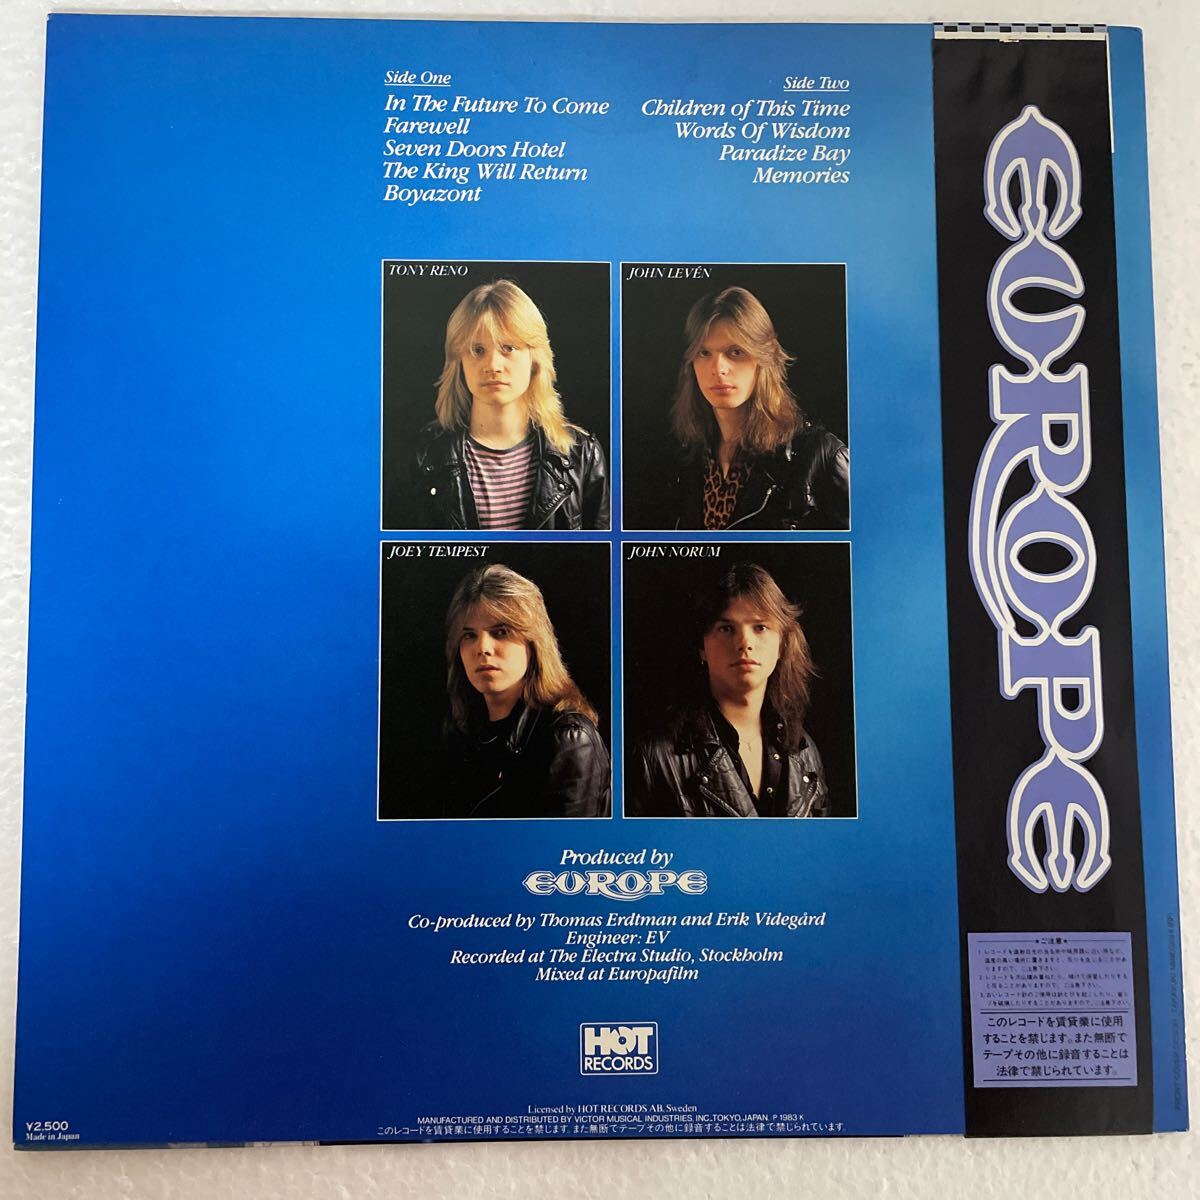 Side One
In The Future To Come
Farewell
Seven Doors Hotel
The King Will Return
Boyazont
Side Two
Children of This Time
Words Of Wisdom
Paradize Bay
Memories
TONY RENO
JOHN LEVÉN
JOEY TEMPEST
JOHN NORUM
Produced by
EUROPE
Co-produced by Thomas Erdtman and Erik Videgård
Engineer: EV
Recorded at The Electra Studio, Stockholm
Mixed at Europafilm
HOT
RECORDS
Licensed by HOT RECORDS AB, Sweden
MANUFACTURED AND DISTRIBUTED BY VICTOR MUSICAL INDUSTRIES, INC., TOKYO, JAPAN. P 1983 K
このレコードを賃貸業に使用することを禁じます。また無断でテープその他に録音することは法律で禁じられています。
¥2,500
Made in Japan
EUROPE
★ご注意★
このレコードを賃貸業に使用
することを禁じます。また無断で
テープその他に録音することは
法律で禁じられています。